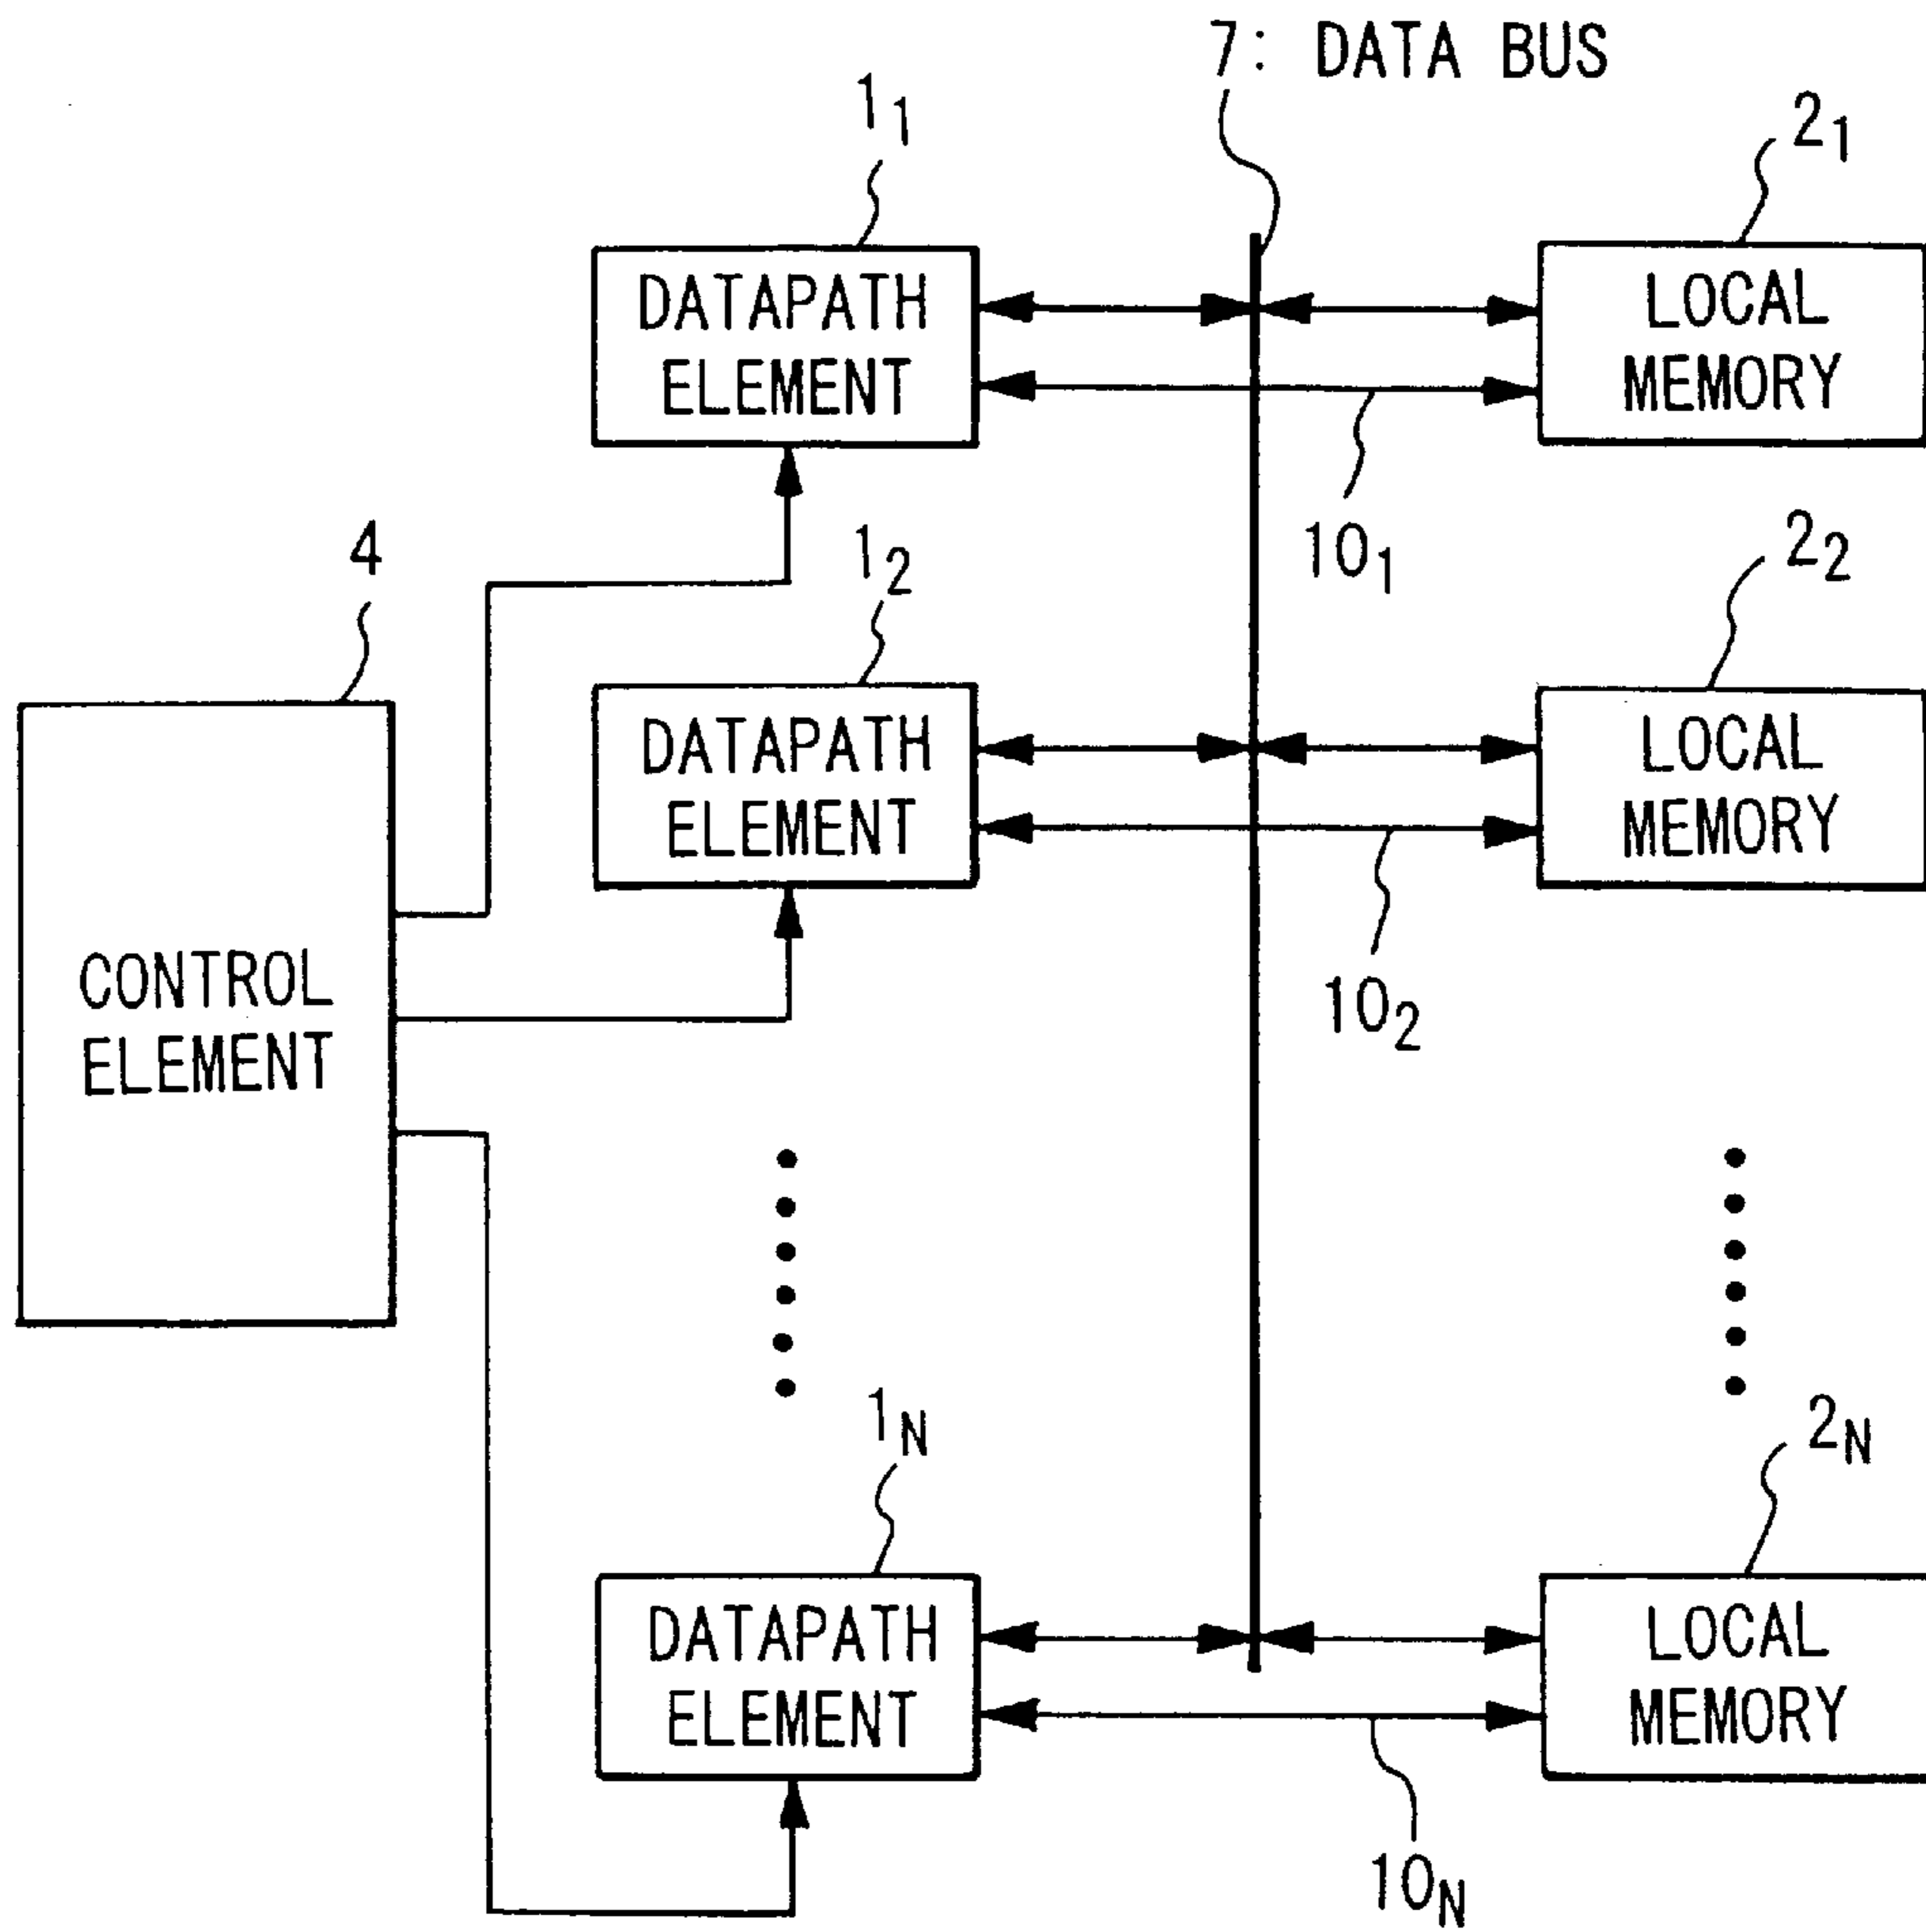 7: DATA BUS
1₁
2₁
DATAPATH
ELEMENT
LOCAL
MEMORY
10₁
4
1₂
2₂
DATAPATH
ELEMENT
LOCAL
MEMORY
10₂
CONTROL
ELEMENT
1N
2N
DATAPATH
ELEMENT
LOCAL
MEMORY
10N